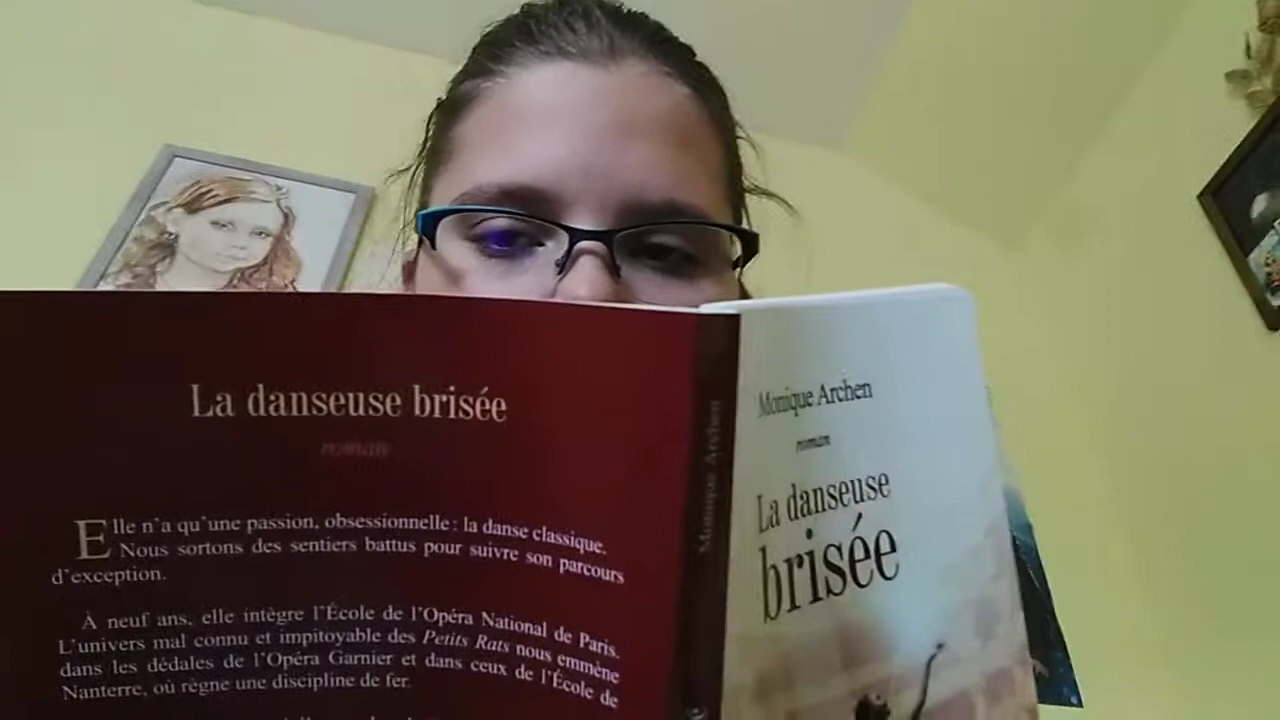 La danseuse brisée
roman
Elle n'a qu'une passion, obsessionnelle : la danse classique.
Nous sortons des sentiers battus pour suivre son parcours
d'exception.
À neuf ans, elle intègre l'École de l'Opéra National de Paris.
L'univers mal connu et impitoyable des Petits Rats nous emmène
dans les dédales de l'Opéra Garnier et dans ceux de l'École de
Nanterre, où règne une discipline de fer.
Monique Archen
Monique Archen
roman
La danseuse
brisée